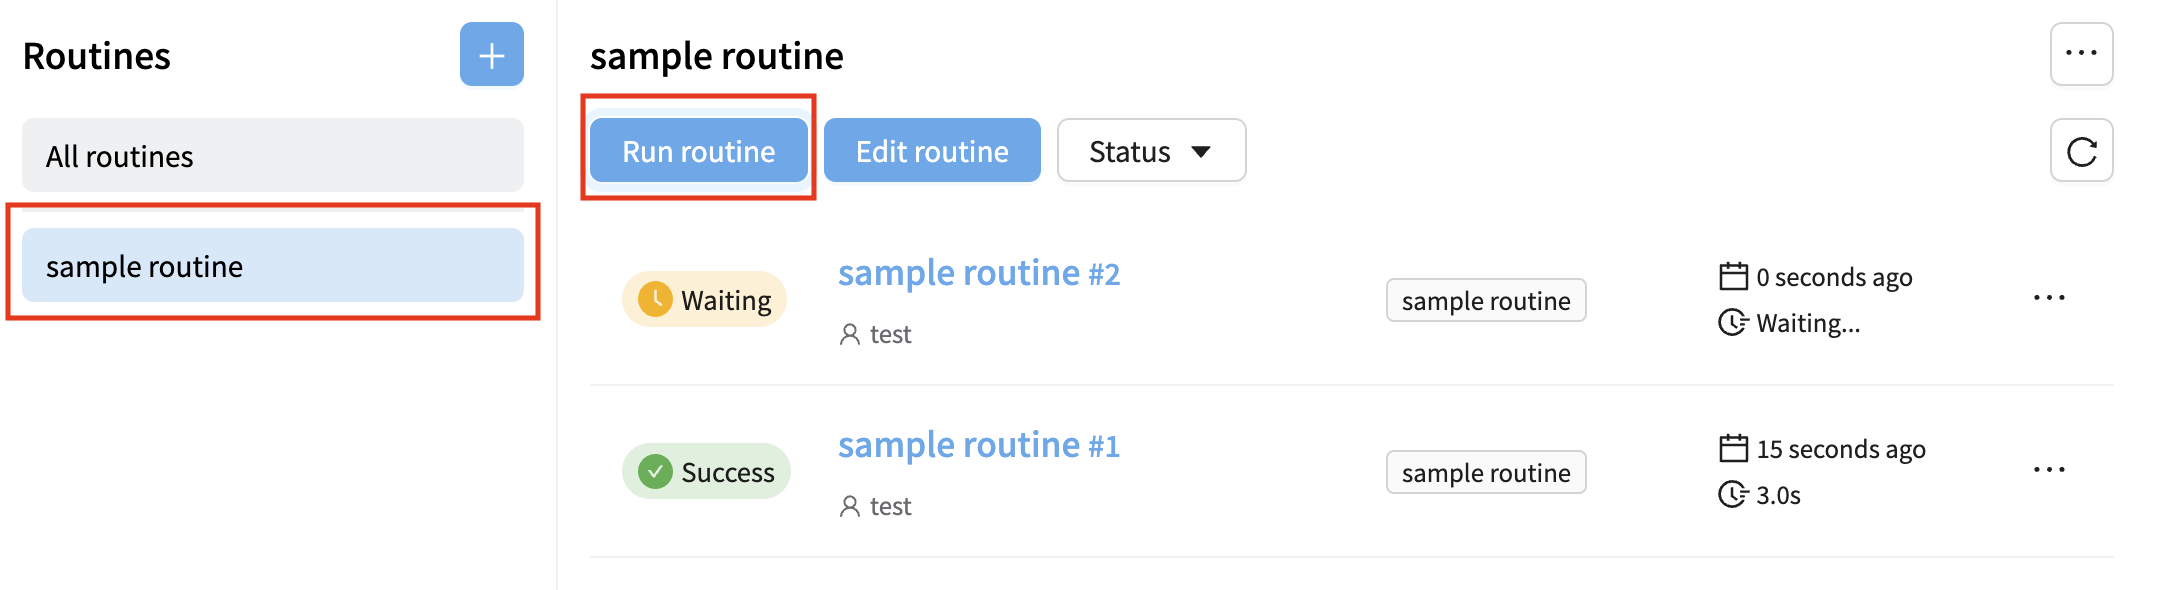 Routines
All routines
sample routine
sample routine
Run routine Edit routine Status
Waiting sample routine #2 sample routine 0 seconds ago
test Waiting...
Success sample routine #1 sample routine 15 seconds ago
test 3.0s